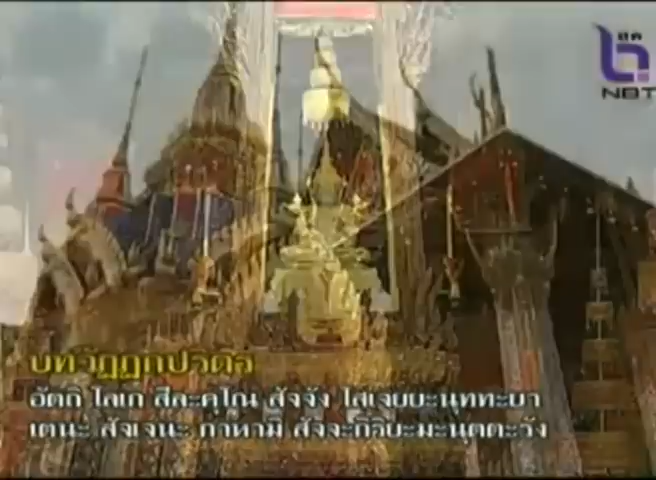 สด
NBT
บทวัฏฏกปริตร
อัตถิ โลเก สีละคุโณ สัจจัง โสเจยยะนุททะยา
เตนะ สัจเจนะ กาหามิ สัจจะกิริยะมะนุตตะรัง